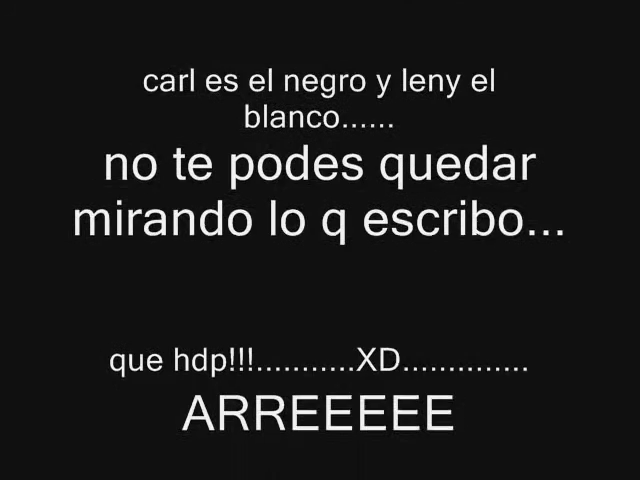 carl es el negro y leny el
blanco......
no te podes quedar
mirando lo q escribo...
que hdp!!!...........XD..............
ARREEEEE